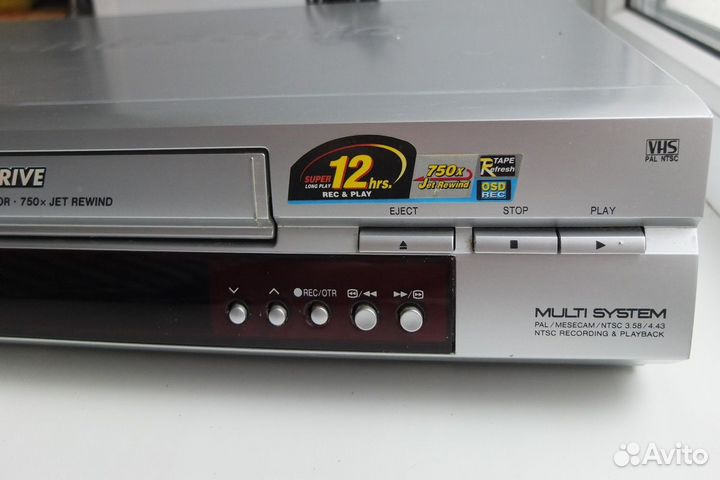 RIVE
OR · 750x JET REWIND
SUPER
LONG PLAY
12 hrs.
REC & PLAY
750x
Jet Rewind
TAPE
Refresh
OSD
REC
VHS
PAL NTSC
EJECT STOP PLAY
REC/OTR
MULTI SYSTEM
PAL/MESECAM/NTSC 3.58/4.43
NTSC RECORDING & PLAYBACK
Avito